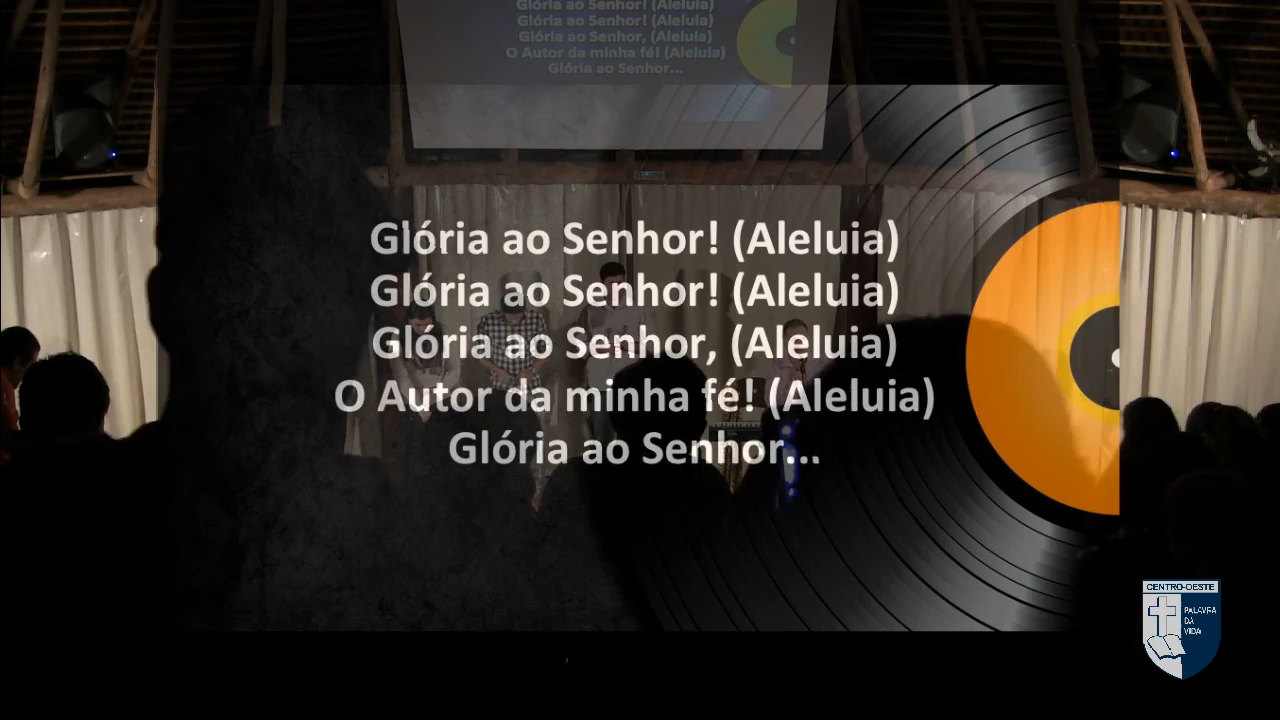 Glória ao Senhor! (Aleluia)
Glória ao Senhor! (Aleluia)
Glória ao Senhor, (Aleluia)
O Autor da minha fé! (Aleluia)
Glória ao Senhor...
Glória ao Senhor! (Aleluia)
Glória ao Senhor! (Aleluia)
Glória ao Senhor, (Aleluia)
O Autor da minha fé! (Aleluia)
Glória ao Senhor...
CENTRO-OESTE
PALAVRA
DA
VIDA